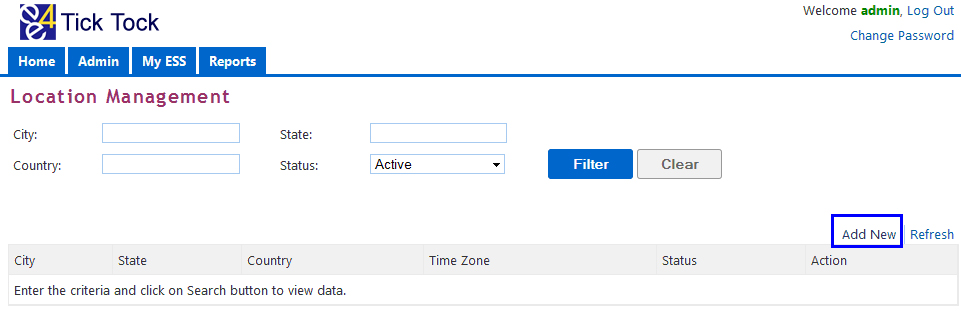 e4e Tick Tock
Welcome admin, Log Out
Change Password
Home Admin My ESS Reports
Location Management
City: State:
Country: Status: Active Filter Clear
Add New Refresh
City State Country Time Zone Status Action
Enter the criteria and click on Search button to view data.